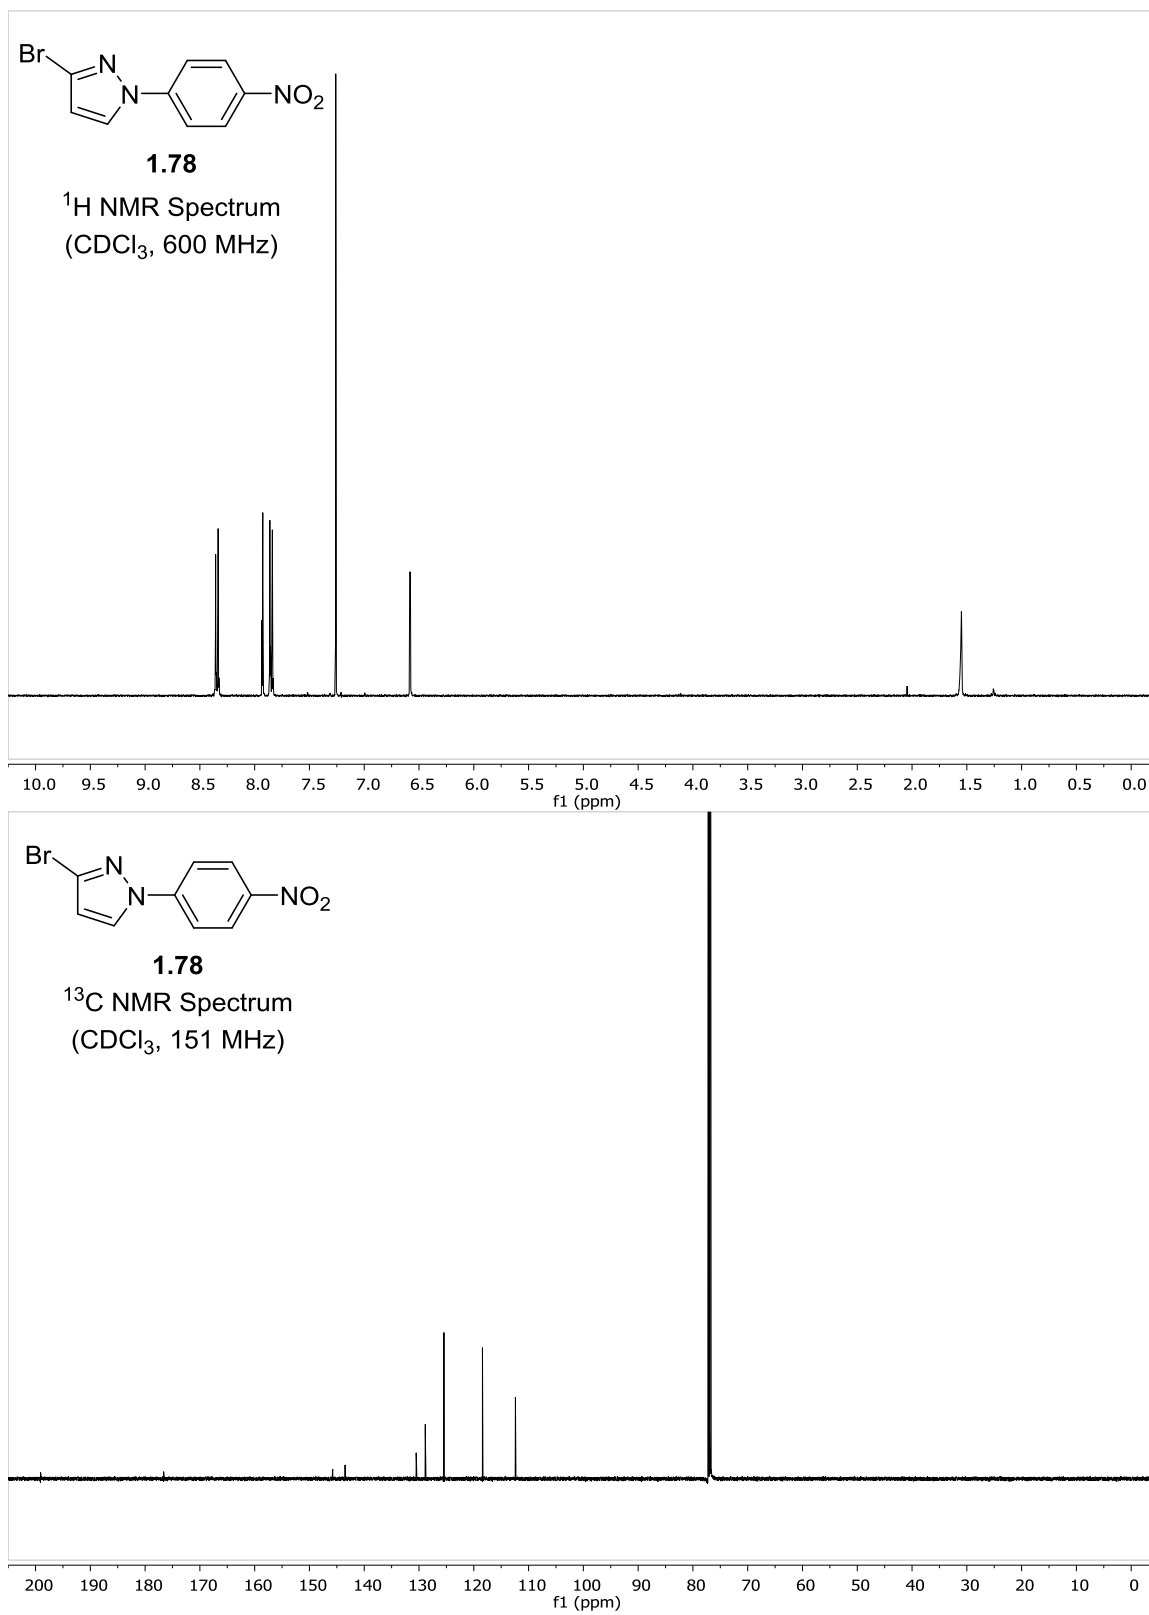 Br
N
N
NO2
1.78
1H NMR Spectrum
(CDCl3, 600 MHz)
10.0 9.5 9.0 8.5 8.0 7.5 7.0 6.5 6.0 5.5 5.0 4.5 4.0 3.5 3.0 2.5 2.0 1.5 1.0 0.5 0.0
f1 (ppm)
Br
N
N
NO2
1.78
13C NMR Spectrum
(CDCl3, 151 MHz)
200 190 180 170 160 150 140 130 120 110 100 90 80 70 60 50 40 30 20 10 0
f1 (ppm)